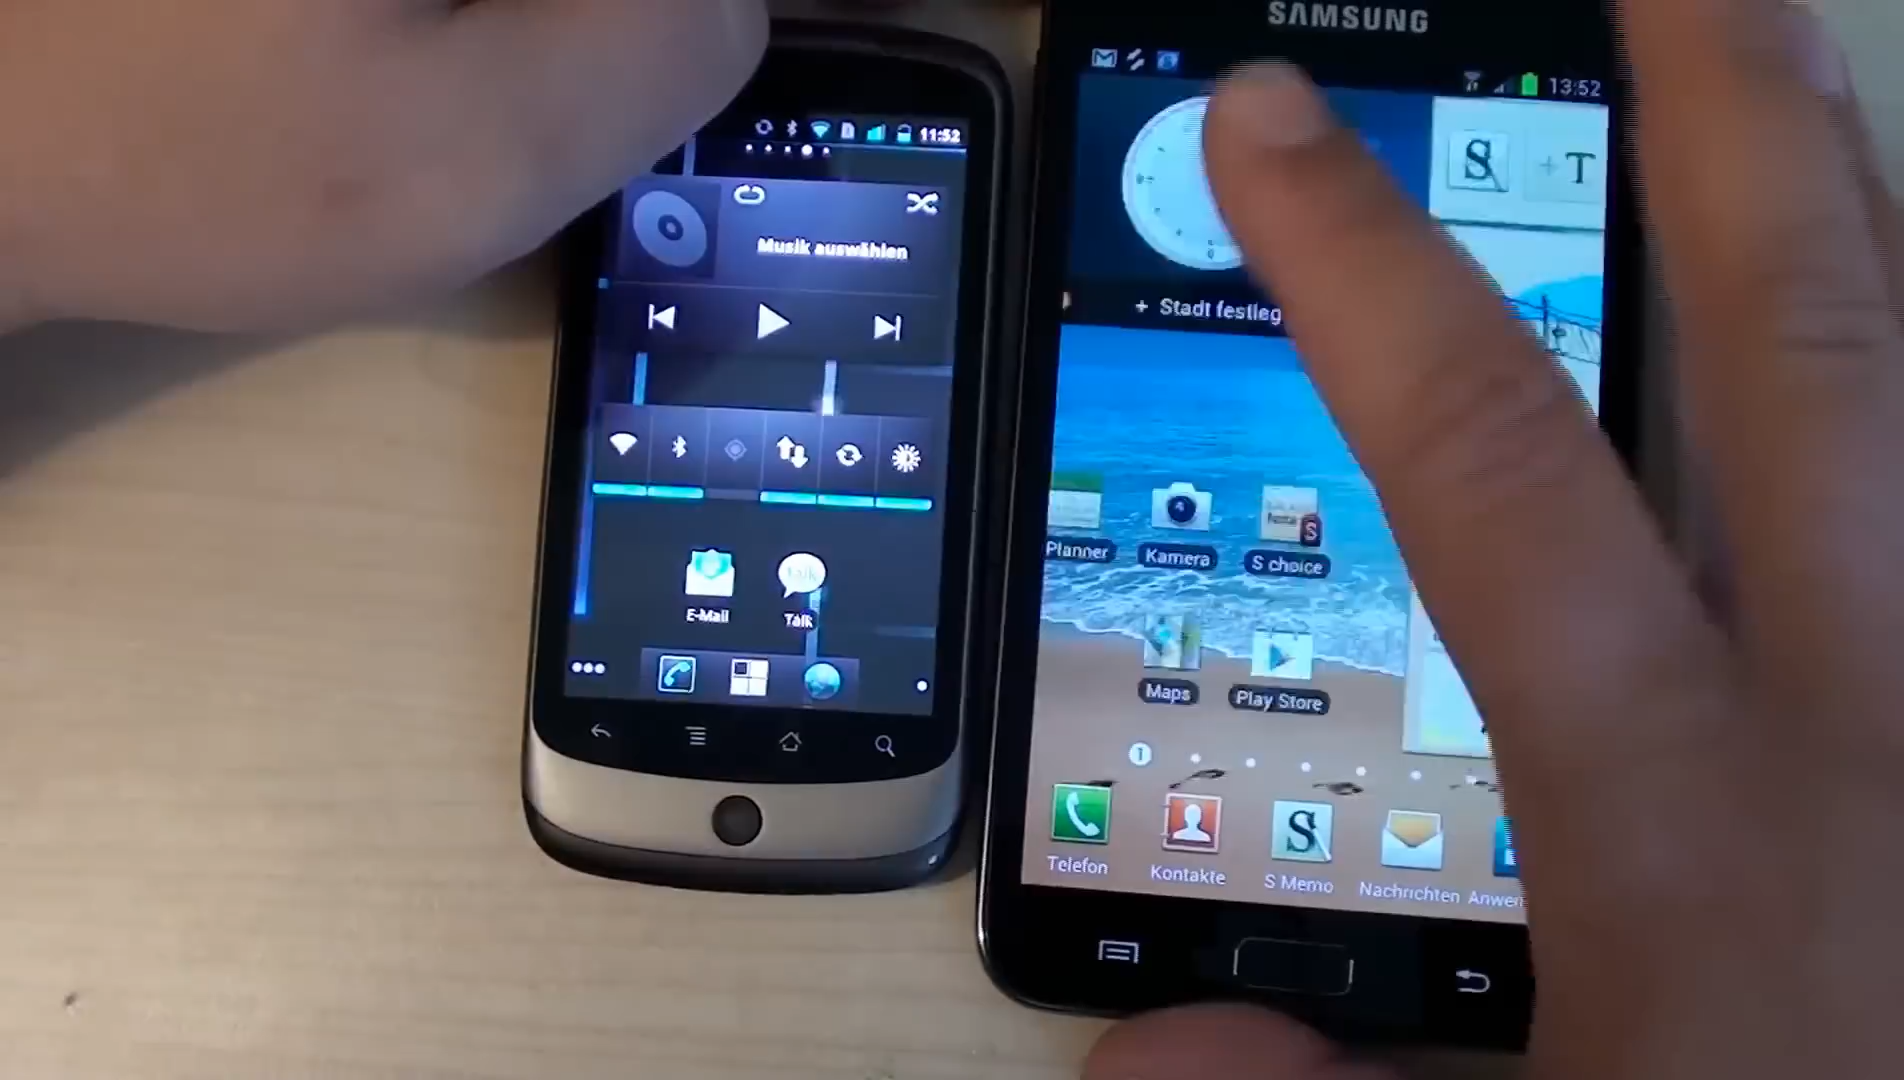 SAMSUNG
11:52
13:52
Musik auswählen
+ T
+ Stadt festleg
E-Mail
Talk
Planner
Kamera
S choice
Maps
Play Store
1
Telefon
Kontakte
S Memo
Nachrichten
Anwen